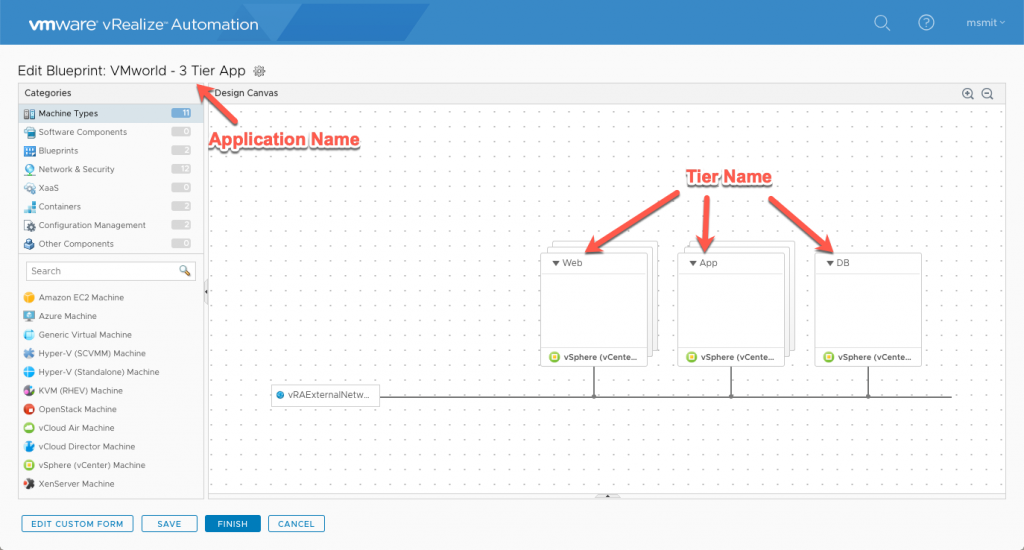 vmware® vRealize™ Automation
msmit
Edit Blueprint: VMworld - 3 Tier App
Categories
Machine Types 11
Software Components 0
Blueprints 2
Network & Security 12
XaaS 0
Containers 2
Configuration Management 2
Other Components 0
Search
Amazon EC2 Machine
Azure Machine
Generic Virtual Machine
Hyper-V (SCVMM) Machine
Hyper-V (Standalone) Machine
KVM (RHEV) Machine
OpenStack Machine
vCloud Air Machine
vCloud Director Machine
vSphere (vCenter) Machine
XenServer Machine
Design Canvas
Application Name
Tier Name
Web
App
DB
vSphere (vCente...
vSphere (vCente...
vSphere (vCente...
vRAExternalNetw...
EDIT CUSTOM FORM
SAVE
FINISH
CANCEL